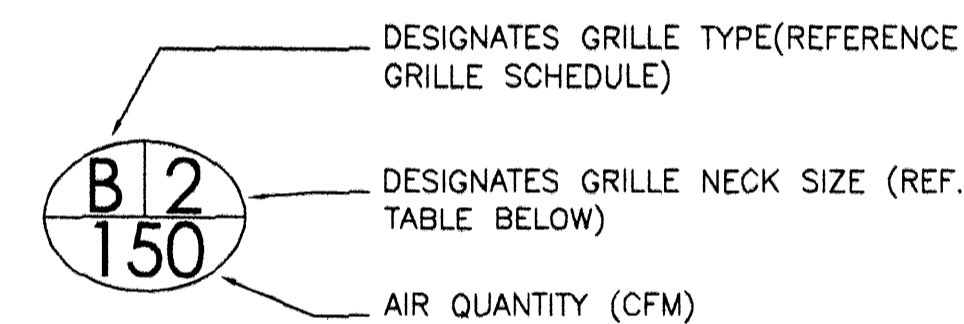 DESIGNATES GRILLE TYPE(REFERENCE
GRILLE SCHEDULE)
B 2
150
DESIGNATES GRILLE NECK SIZE (REF.
TABLE BELOW)
AIR QUANTITY (CFM)